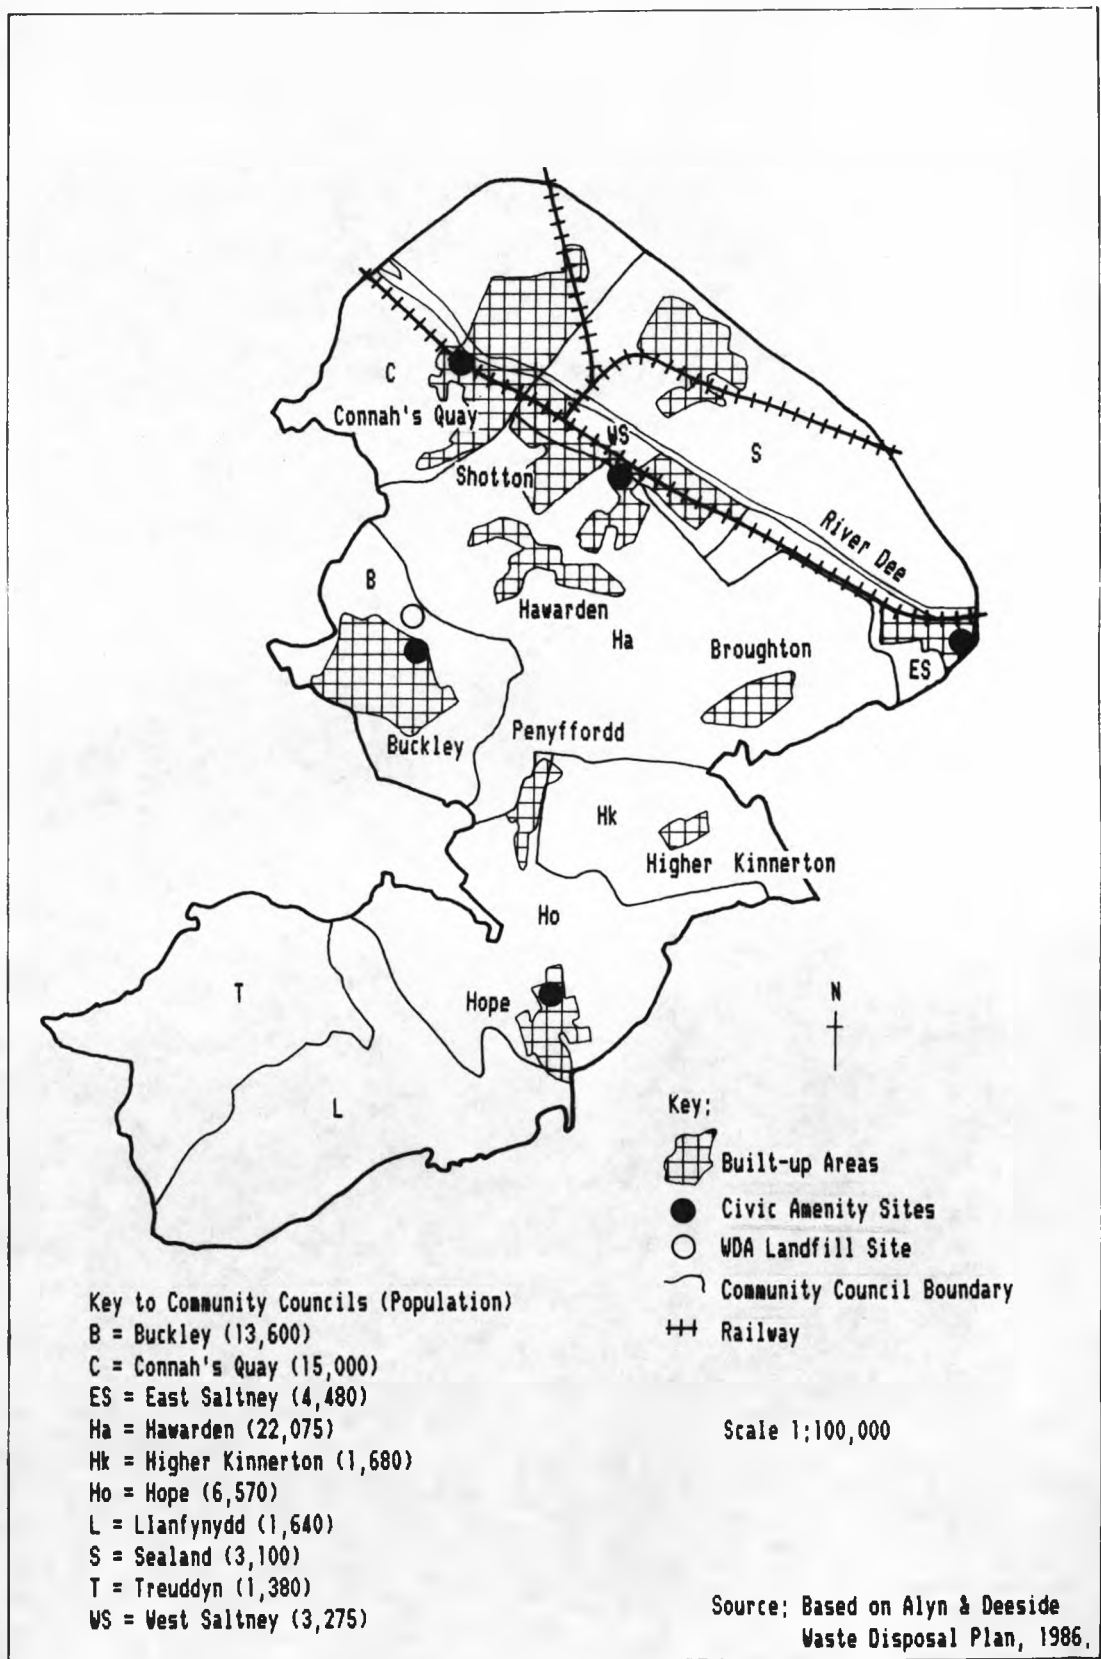 C
Connah's Quay
WS
S
Shotton
River Dee
B
Hawarden
Ha
Broughton
ES
Penyffordd
Buckley
Hk
Higher Kinnerton
Ho
T
Hope
N
L
Key:
Built-up Areas
Civic Amenity Sites
WDA Landfill Site
Community Council Boundary
Railway
Key to Community Councils (Population)
B = Buckley (13,600)
C = Connah's Quay (15,000)
ES = East Saltney (4,480)
Ha = Hawarden (22,075)
Hk = Higher Kinnerton (1,680)
Ho = Hope (6,570)
L = Llanfynydd (1,640)
S = Sealand (3,100)
T = Treuddyn (1,380)
WS = West Saltney (3,275)
Scale 1:100,000
Source: Based on Alyn & Deeside
Waste Disposal Plan, 1986.